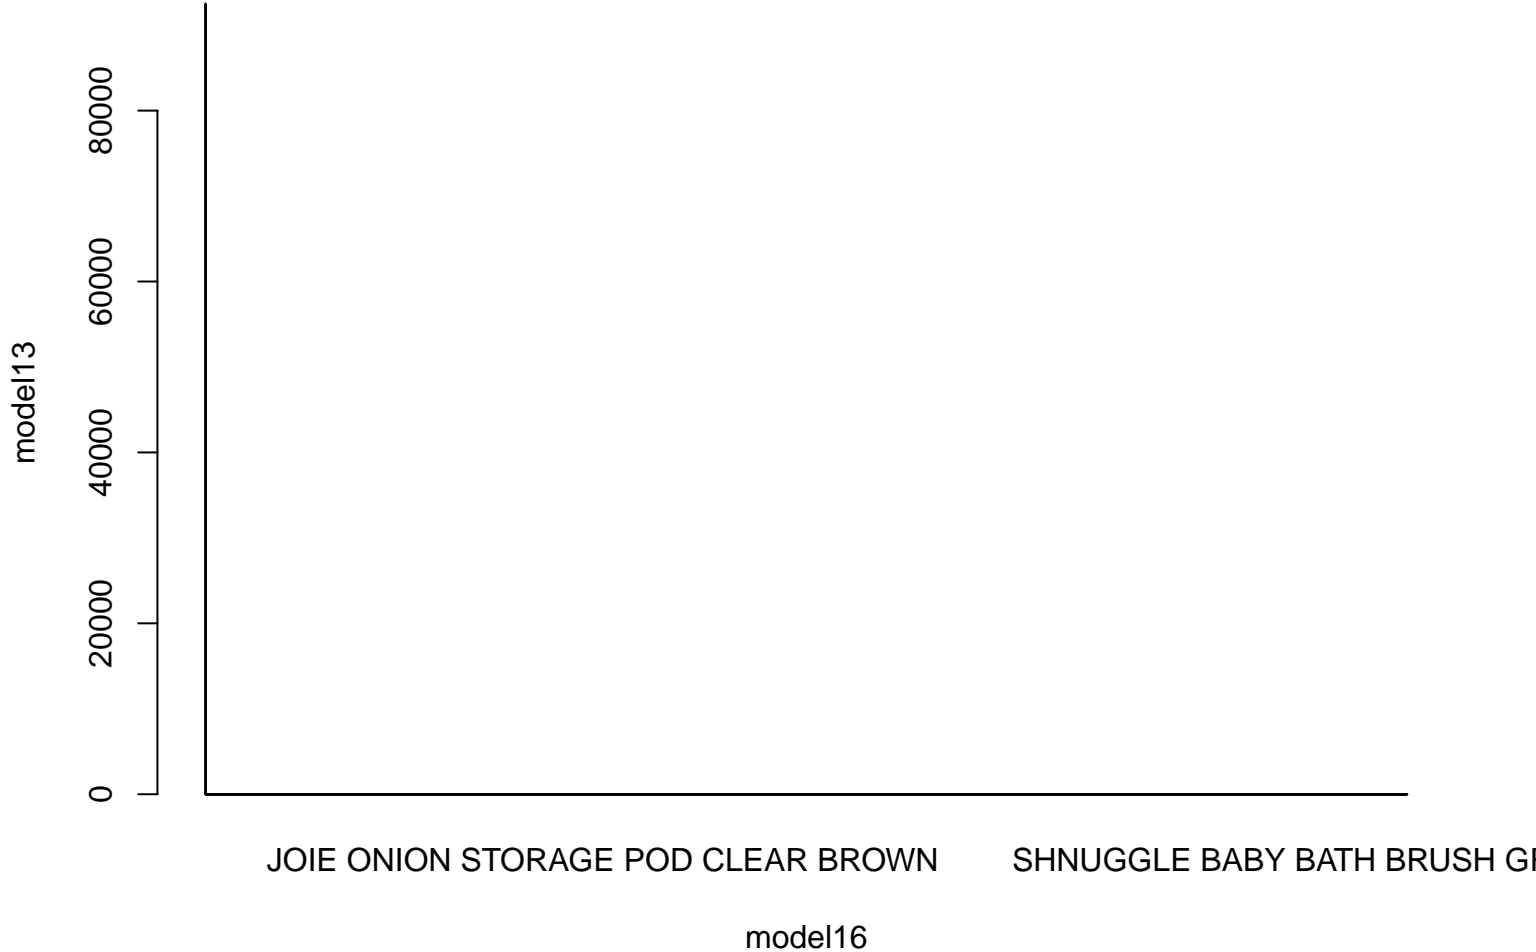 80000
60000
40000
20000
0
model13
JOIE ONION STORAGE POD CLEAR BROWN
SHNUGGLE BABY BATH BRUSH
model16